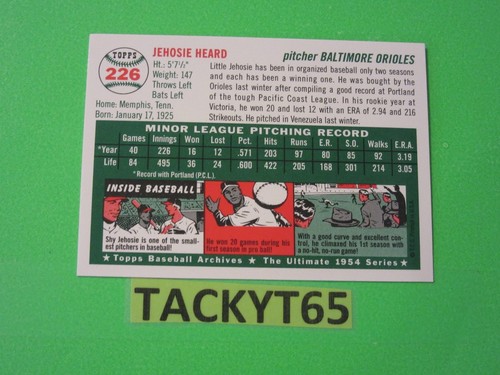 TOPPS
226
JEHOSIE HEARD
pitcher BALTIMORE ORIOLES
Ht.: 5'7½"
Weight: 147
Throws Left
Bats Left
Home: Memphis, Tenn.
Born: January 17, 1925
Little Jehosie has been in organized baseball only two seasons
and each has been a winning one. He was bought by the
Orioles last winter after compiling a good record at Portland
of the tough Pacific Coast League. In his rookie year at
Victoria, he won 20 and lost 12 with an ERA of 2.94 and 216
Strikeouts. He pitched in Venezuela last winter.
MINOR LEAGUE PITCHING RECORD
Games Innings Won Lost Pct. Hits Runs E.R. S.O. Walks E.R.A.
*Year 40 226 16 12 .571 203 97 80 85 92 3.19
Life 84 495 36 24 .600 422 205 168 301 214 3.05
*Record with Portland (P.C.L.)
INSIDE BASEBALL
Shy Jehosie is one of the small-
est pitchers in baseball!
He won 20 games during his
first season in pro ball!
With a good curve and excellent con-
trol, he climaxed his 1st season with
a no-hit, no-run game!
★Topps Baseball Archives ★ The Ultimate 1954 Series★
TACKYT65